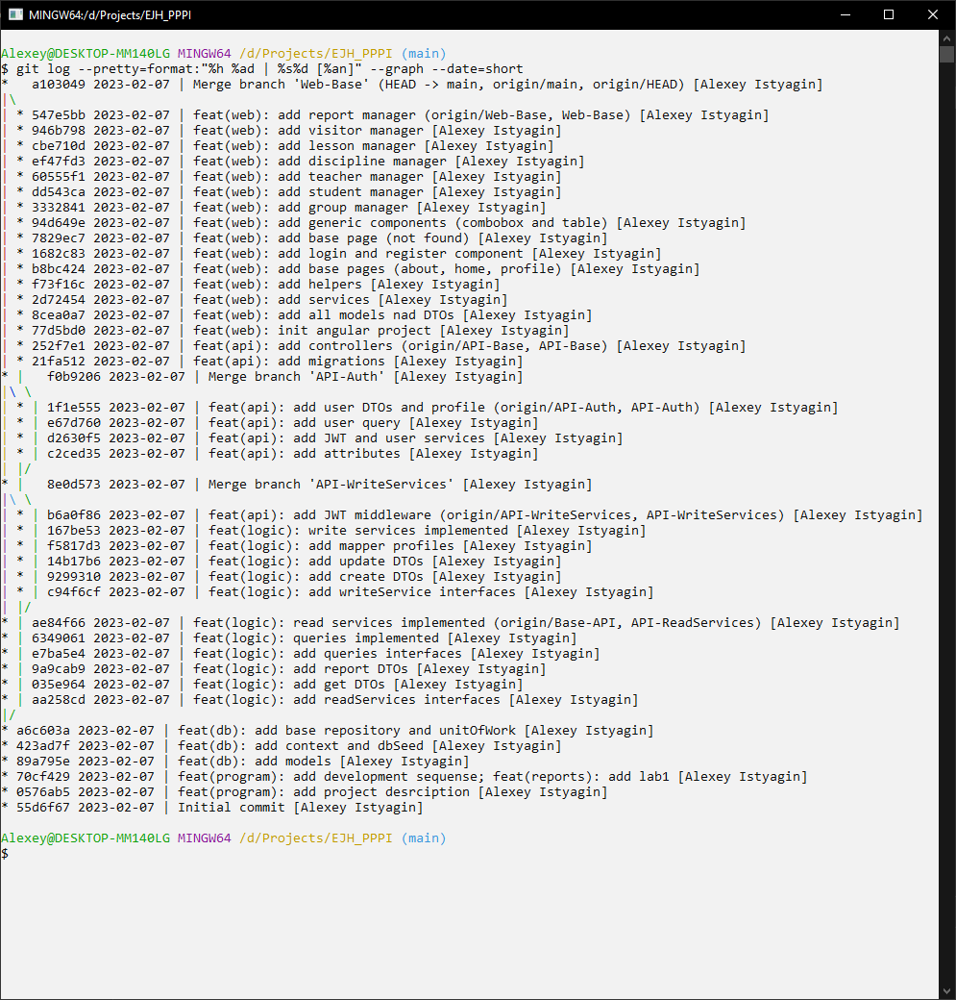 MINGW64:/d/Projects/EJH_PPPI
Alexey@DESKTOP-MM140LG MINGW64 /d/Projects/EJH_PPPI (main)
$ git log --pretty=format:"%h %ad | %s%d [%an]" --graph --date=short
*   a103049 2023-02-07 | Merge branch 'Web-Base' (HEAD -> main, origin/main, origin/HEAD) [Alexey Istyagin]
|\
| * 547e5bb 2023-02-07 | feat(web): add report manager (origin/Web-Base, Web-Base) [Alexey Istyagin]
| * 946b798 2023-02-07 | feat(web): add visitor manager [Alexey Istyagin]
| * cbe710d 2023-02-07 | feat(web): add lesson manager [Alexey Istyagin]
| * ef47fd3 2023-02-07 | feat(web): add discipline manager [Alexey Istyagin]
| * 60555f1 2023-02-07 | feat(web): add teacher manager [Alexey Istyagin]
| * dd543ca 2023-02-07 | feat(web): add student manager [Alexey Istyagin]
| * 3332841 2023-02-07 | feat(web): add group manager [Alexey Istyagin]
| * 94d649e 2023-02-07 | feat(web): add generic components (combobox and table) [Alexey Istyagin]
| * 7829ec7 2023-02-07 | feat(web): add base page (not found) [Alexey Istyagin]
| * 1682c83 2023-02-07 | feat(web): add login and register component [Alexey Istyagin]
| * b8bc424 2023-02-07 | feat(web): add base pages (about, home, profile) [Alexey Istyagin]
| * f73f16c 2023-02-07 | feat(web): add helpers [Alexey Istyagin]
| * 2d72454 2023-02-07 | feat(web): add services [Alexey Istyagin]
| * 8cea0a7 2023-02-07 | feat(web): add all models nad DTOs [Alexey Istyagin]
| * 77d5bd0 2023-02-07 | feat(web): init angular project [Alexey Istyagin]
| * 252f7e1 2023-02-07 | feat(api): add controllers (origin/API-Base, API-Base) [Alexey Istyagin]
| * 21fa512 2023-02-07 | feat(api): add migrations [Alexey Istyagin]
* |   f0b9206 2023-02-07 | Merge branch 'API-Auth' [Alexey Istyagin]
|\ \
| * | 1f1e555 2023-02-07 | feat(api): add user DTOs and profile (origin/API-Auth, API-Auth) [Alexey Istyagin]
| * | e67d760 2023-02-07 | feat(api): add user query [Alexey Istyagin]
| * | d2630f5 2023-02-07 | feat(api): add JWT and user services [Alexey Istyagin]
| * | c2ced35 2023-02-07 | feat(api): add attributes [Alexey Istyagin]
| |/
* |   8e0d573 2023-02-07 | Merge branch 'API-WriteServices' [Alexey Istyagin]
|\ \
| * | b6a0f86 2023-02-07 | feat(api): add JWT middleware (origin/API-WriteServices, API-WriteServices) [Alexey Istyagin]
| * | 167be53 2023-02-07 | feat(logic): write services implemented [Alexey Istyagin]
| * | f5817d3 2023-02-07 | feat(logic): add mapper profiles [Alexey Istyagin]
| * | 14b17b6 2023-02-07 | feat(logic): add update DTOs [Alexey Istyagin]
| * | 9299310 2023-02-07 | feat(logic): add create DTOs [Alexey Istyagin]
| * | c94f6cf 2023-02-07 | feat(logic): add writeService interfaces [Alexey Istyagin]
| |/
* | ae84f66 2023-02-07 | feat(logic): read services implemented (origin/Base-API, API-ReadServices) [Alexey Istyagin]
* | 6349061 2023-02-07 | feat(logic): queries implemented [Alexey Istyagin]
* | e7ba5e4 2023-02-07 | feat(logic): add queries interfaces [Alexey Istyagin]
* | 9a9cab9 2023-02-07 | feat(logic): add report DTOs [Alexey Istyagin]
* | 035e964 2023-02-07 | feat(logic): add get DTOs [Alexey Istyagin]
* | aa258cd 2023-02-07 | feat(logic): add readServices interfaces [Alexey Istyagin]
|/
* a6c603a 2023-02-07 | feat(db): add base repository and unitOfWork [Alexey Istyagin]
* 423ad7f 2023-02-07 | feat(db): add context and dbSeed [Alexey Istyagin]
* 89a795e 2023-02-07 | feat(db): add models [Alexey Istyagin]
* 70cf429 2023-02-07 | feat(program): add development sequense; feat(reports): add lab1 [Alexey Istyagin]
* 0576ab5 2023-02-07 | feat(program): add project desrciption [Alexey Istyagin]
* 55d6f67 2023-02-07 | Initial commit [Alexey Istyagin]
Alexey@DESKTOP-MM140LG MINGW64 /d/Projects/EJH_PPPI (main)
$